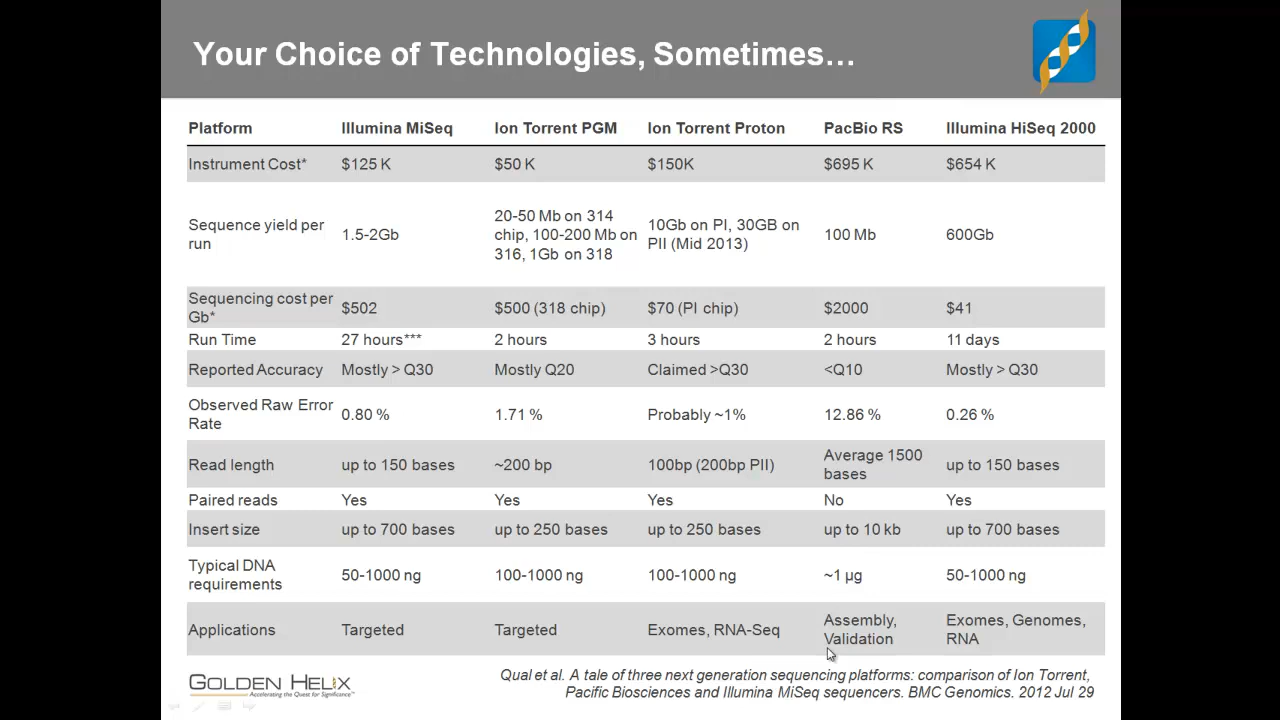 Your Choice of Technologies, Sometimes…
Platform Illumina MiSeq Ion Torrent PGM Ion Torrent Proton PacBio RS Illumina HiSeq 2000
Instrument Cost* $125 K $50 K $150K $695 K $654 K
Sequence yield per run 1.5-2Gb 20-50 Mb on 314 chip, 100-200 Mb on 316, 1Gb on 318 10Gb on PI, 30GB on PII (Mid 2013) 100 Mb 600Gb
Sequencing cost per Gb* $502 $500 (318 chip) $70 (PI chip) $2000 $41
Run Time 27 hours*** 2 hours 3 hours 2 hours 11 days
Reported Accuracy Mostly > Q30 Mostly Q20 Claimed >Q30 <Q10 Mostly > Q30
Observed Raw Error Rate 0.80 % 1.71 % Probably ~1% 12.86 % 0.26 %
Read length up to 150 bases ~200 bp 100bp (200bp PII) Average 1500 bases up to 150 bases
Paired reads Yes Yes Yes No Yes
Insert size up to 700 bases up to 250 bases up to 250 bases up to 10 kb up to 700 bases
Typical DNA requirements 50-1000 ng 100-1000 ng 100-1000 ng ~1 µg 50-1000 ng
Applications Targeted Targeted Exomes, RNA-Seq Assembly, Validation Exomes, Genomes, RNA
GOLDEN HELIX
Accelerating the Quest for Significance™
Qual et al. A tale of three next generation sequencing platforms: comparison of Ion Torrent,
Pacific Biosciences and Illumina MiSeq sequencers. BMC Genomics. 2012 Jul 29